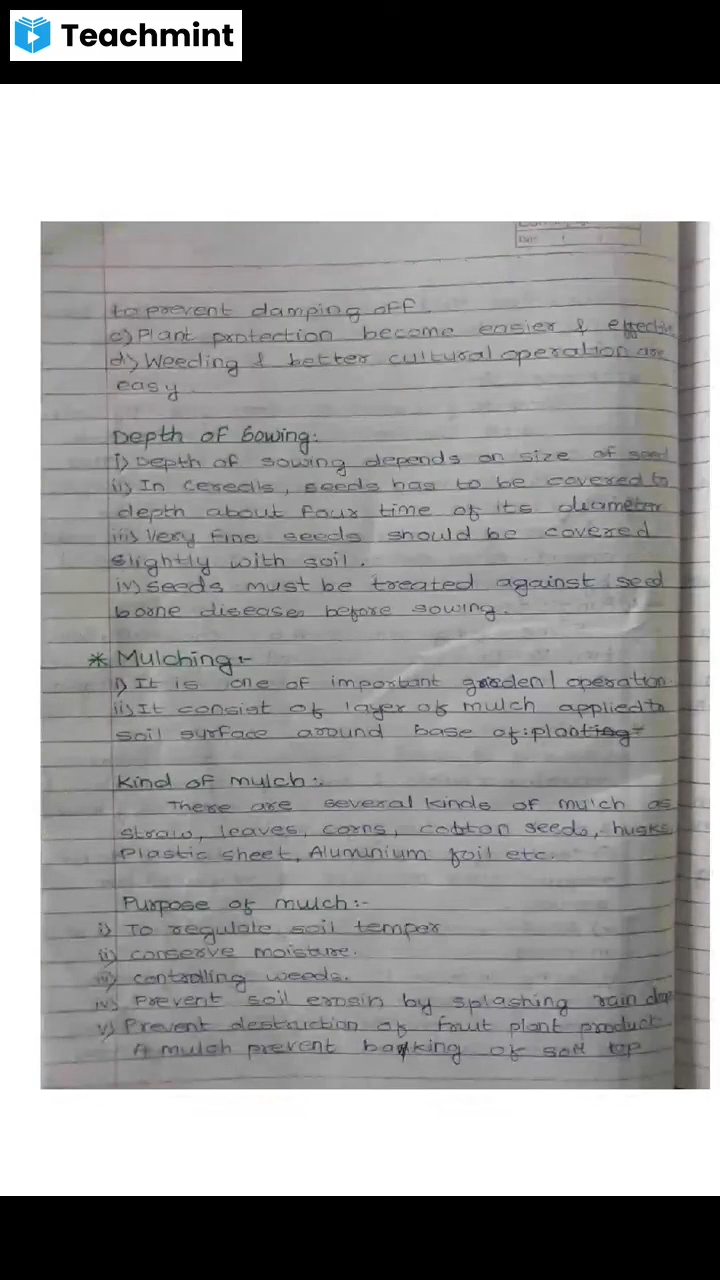 Teachmint
Date
to prevent damping off.
c) Plant protection become easier & effective
d) Weeding & better cultural operation are
easy.
Depth of Sowing:
i) Depth of sowing depends on size of seed
ii) In cereals, seeds has to be covered to
depth about four time of its diameter
iii) Very fine seeds should be covered
slightly with soil.
iv) seeds must be treated against seed
borne diseases before sowing.
* Mulching:-
i) It is one of important garden operation.
ii) It consist of layer of mulch applied to
soil surface around base of plant
Kind of mulch:-
There are several kinds of mulch as
straw, leaves, corns, cotton seeds, husks,
Plastic sheet, Aluminium foil etc.
Purpose of mulch:-
i) To regulate soil temper
ii) conserve moisture.
iii) controlling weeds.
iv) Prevent soil erosin by splashing rain drop
v) Prevent destruction of fruit plant product
A mulch prevent baking of soil top